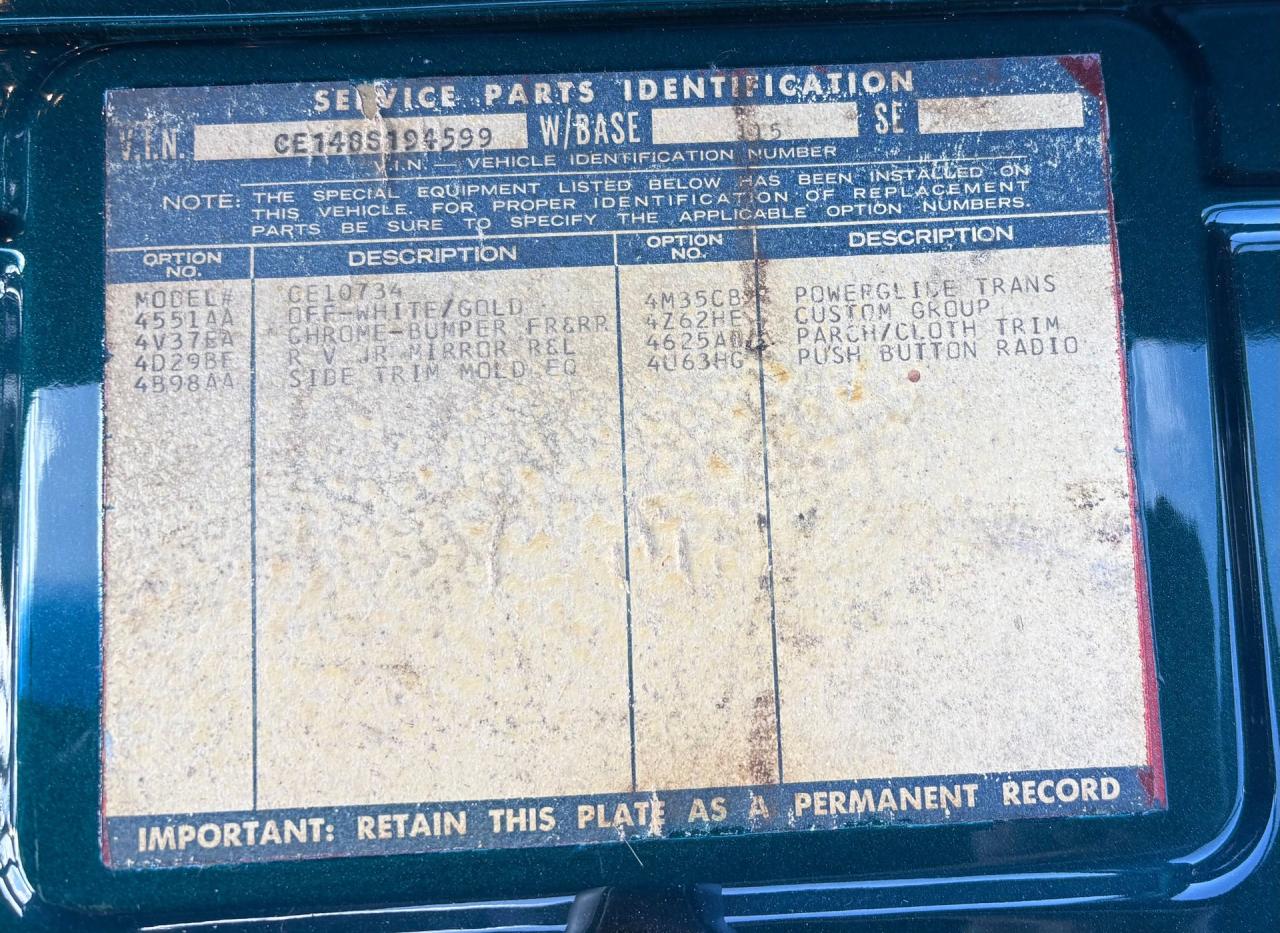 SERVICE PARTS IDENTIFICATION
V.I.N. CE148S194599 W/BASE 115 SE
V.I.N. — VEHICLE IDENTIFICATION NUMBER
NOTE: THE SPECIAL EQUIPMENT LISTED BELOW HAS BEEN INSTALLED ON
THIS VEHICLE. FOR PROPER IDENTIFICATION OF REPLACEMENT
PARTS BE SURE TO SPECIFY THE APPLICABLE OPTION NUMBERS.
OPTION NO. DESCRIPTION OPTION NO. DESCRIPTION
MODEL# CE10734
4551AA OFF-WHITE/GOLD 4M35CB POWERGLIDE TRANS
4V37EA CHROME-BUMPER FR&RR 4Z62HE CUSTOM GROUP
4D29BE R V JR MIRROR R&L PARCH/CLOTH TRIM
4B98AA SIDE TRIM MOLD EQ 4U63HG PUSH BUTTON RADIO
IMPORTANT: RETAIN THIS PLATE AS A PERMANENT RECORD